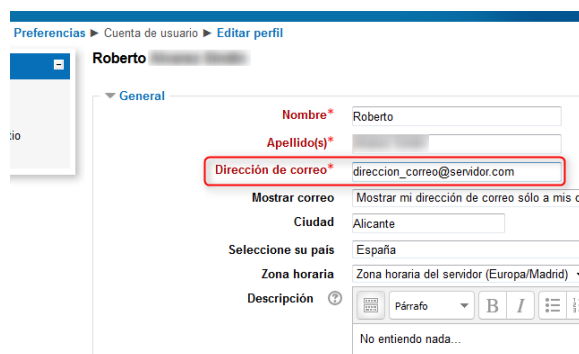 Preferencias ► Cuenta de usuario ► Editar perfil
Roberto
General
Nombre* Roberto
Apellido(s)*
Dirección de correo* direccion_correo@servidor.com
Mostrar correo Mostrar mi dirección de correo sólo a mis
Ciudad Alicante
Seleccione su país España
Zona horaria Zona horaria del servidor (Europa/Madrid)
Descripción ? Párrafo B I
No entiendo nada...